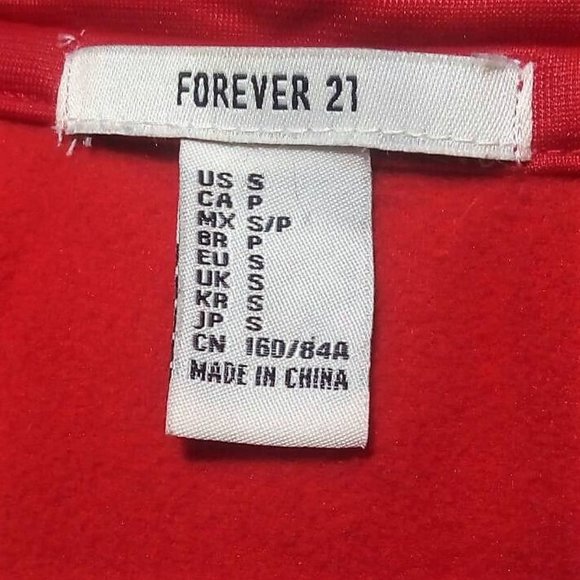 FOREVER 21
US S
CA P
MX S/P
BR P
EU S
UK S
KR S
JP S
CN 160/84A
MADE IN CHINA